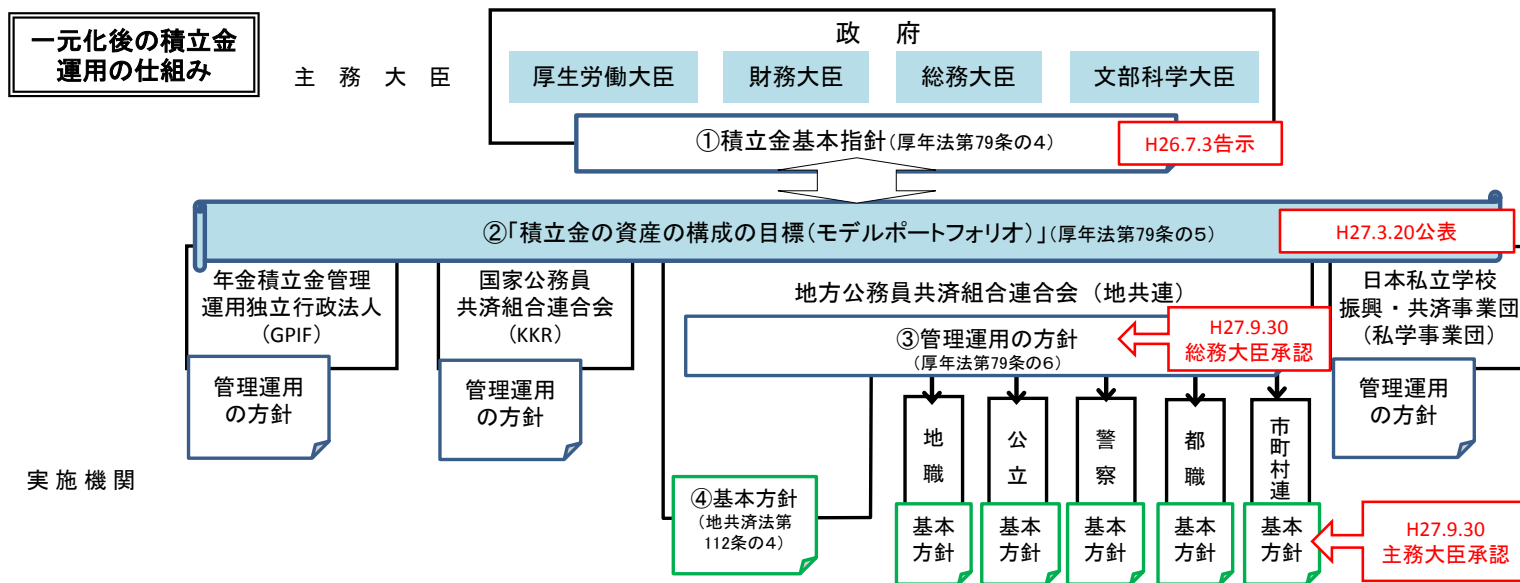 一元化後の積立金
運用の仕組み
主務大臣
政 府
厚生労働大臣
財務大臣
総務大臣
文部科学大臣
①積立金基本指針(厚年法第79条の4)
H26.7.3告示
②「積立金の資産の構成の目標(モデルポートフォリオ)」(厚年法第79条の5)
H27.3.20公表
年金積立金管理
運用独立行政法人
(GPIF)
管理運用
の方針
国家公務員
共済組合連合会
(KKR)
管理運用
の方針
地方公務員共済組合連合会 (地共連)
③管理運用の方針
(厚年法第79条の6)
H27.9.30
総務大臣承認
日本私立学校
振興・共済事業団
(私学事業団)
管理運用
の方針
実施機関
④基本方針
(地共済法第
112条の4)
地職
公立
警察
都職
市町村連
基本
方針
基本
方針
基本
方針
基本
方針
基本
方針
H27.9.30
主務大臣承認